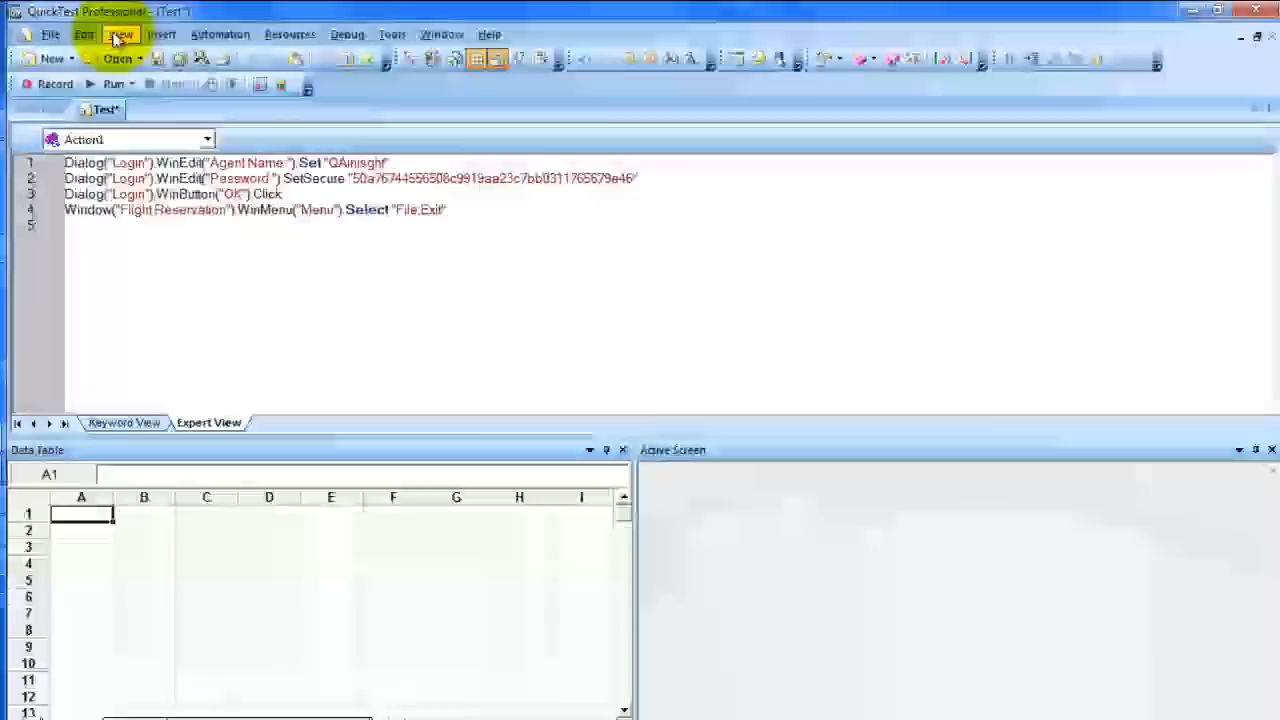 QuickTest Professional - [Test*]
File Edit View Insert Automation Resources Debug Tools Window Help
New Open
Record Run
Test*
Action1
1 Dialog("Login").WinEdit("Agent Name:").Set "QAinisghf"
2 Dialog("Login").WinEdit("Password:").SetSecure "50a76744556508c9919aa23c7bb0311765679e46"
3 Dialog("Login").WinButton("OK").Click
4 Window("Flight Reservation").WinMenu("Menu").Select "File;Exit"
5
Keyword View Expert View
Data Table
Active Screen
A1
A B C D E F G H I
1
2
3
4
5
6
7
8
9
10
11
12
13